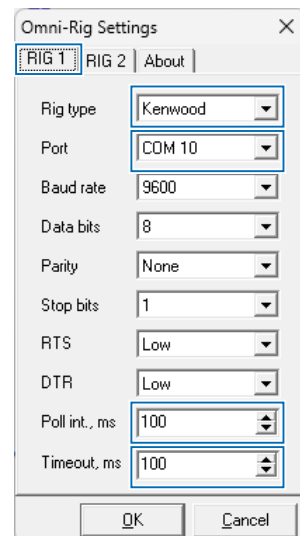 Omni-Rig Settings
RIG 1 RIG 2 About
Rig type Kenwood
Port COM 10
Baud rate 9600
Data bits 8
Parity None
Stop bits 1
RTS Low
DTR Low
Poll int., ms 100
Timeout, ms 100
OK Cancel